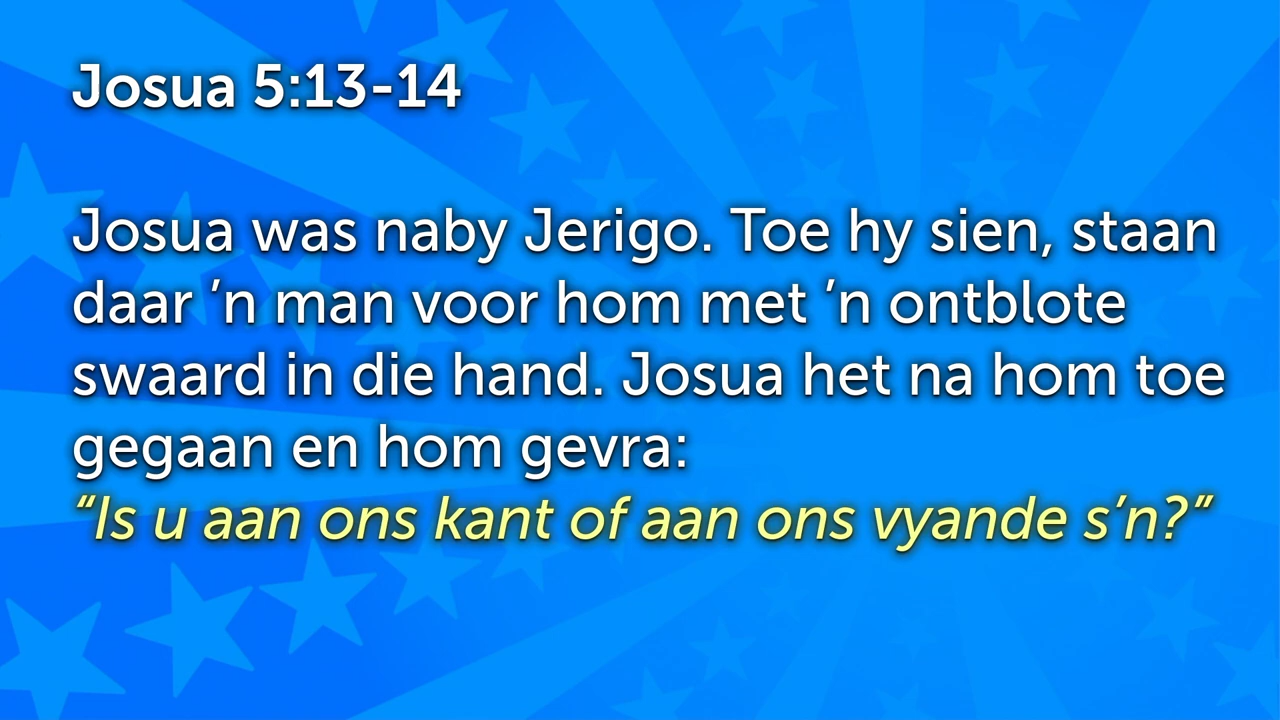 Josua 5:13-14
Josua was naby Jerigo. Toe hy sien, staan
daar ’n man voor hom met ’n ontblote
swaard in die hand. Josua het na hom toe
gegaan en hom gevra:
“Is u aan ons kant of aan ons vyande s’n?”